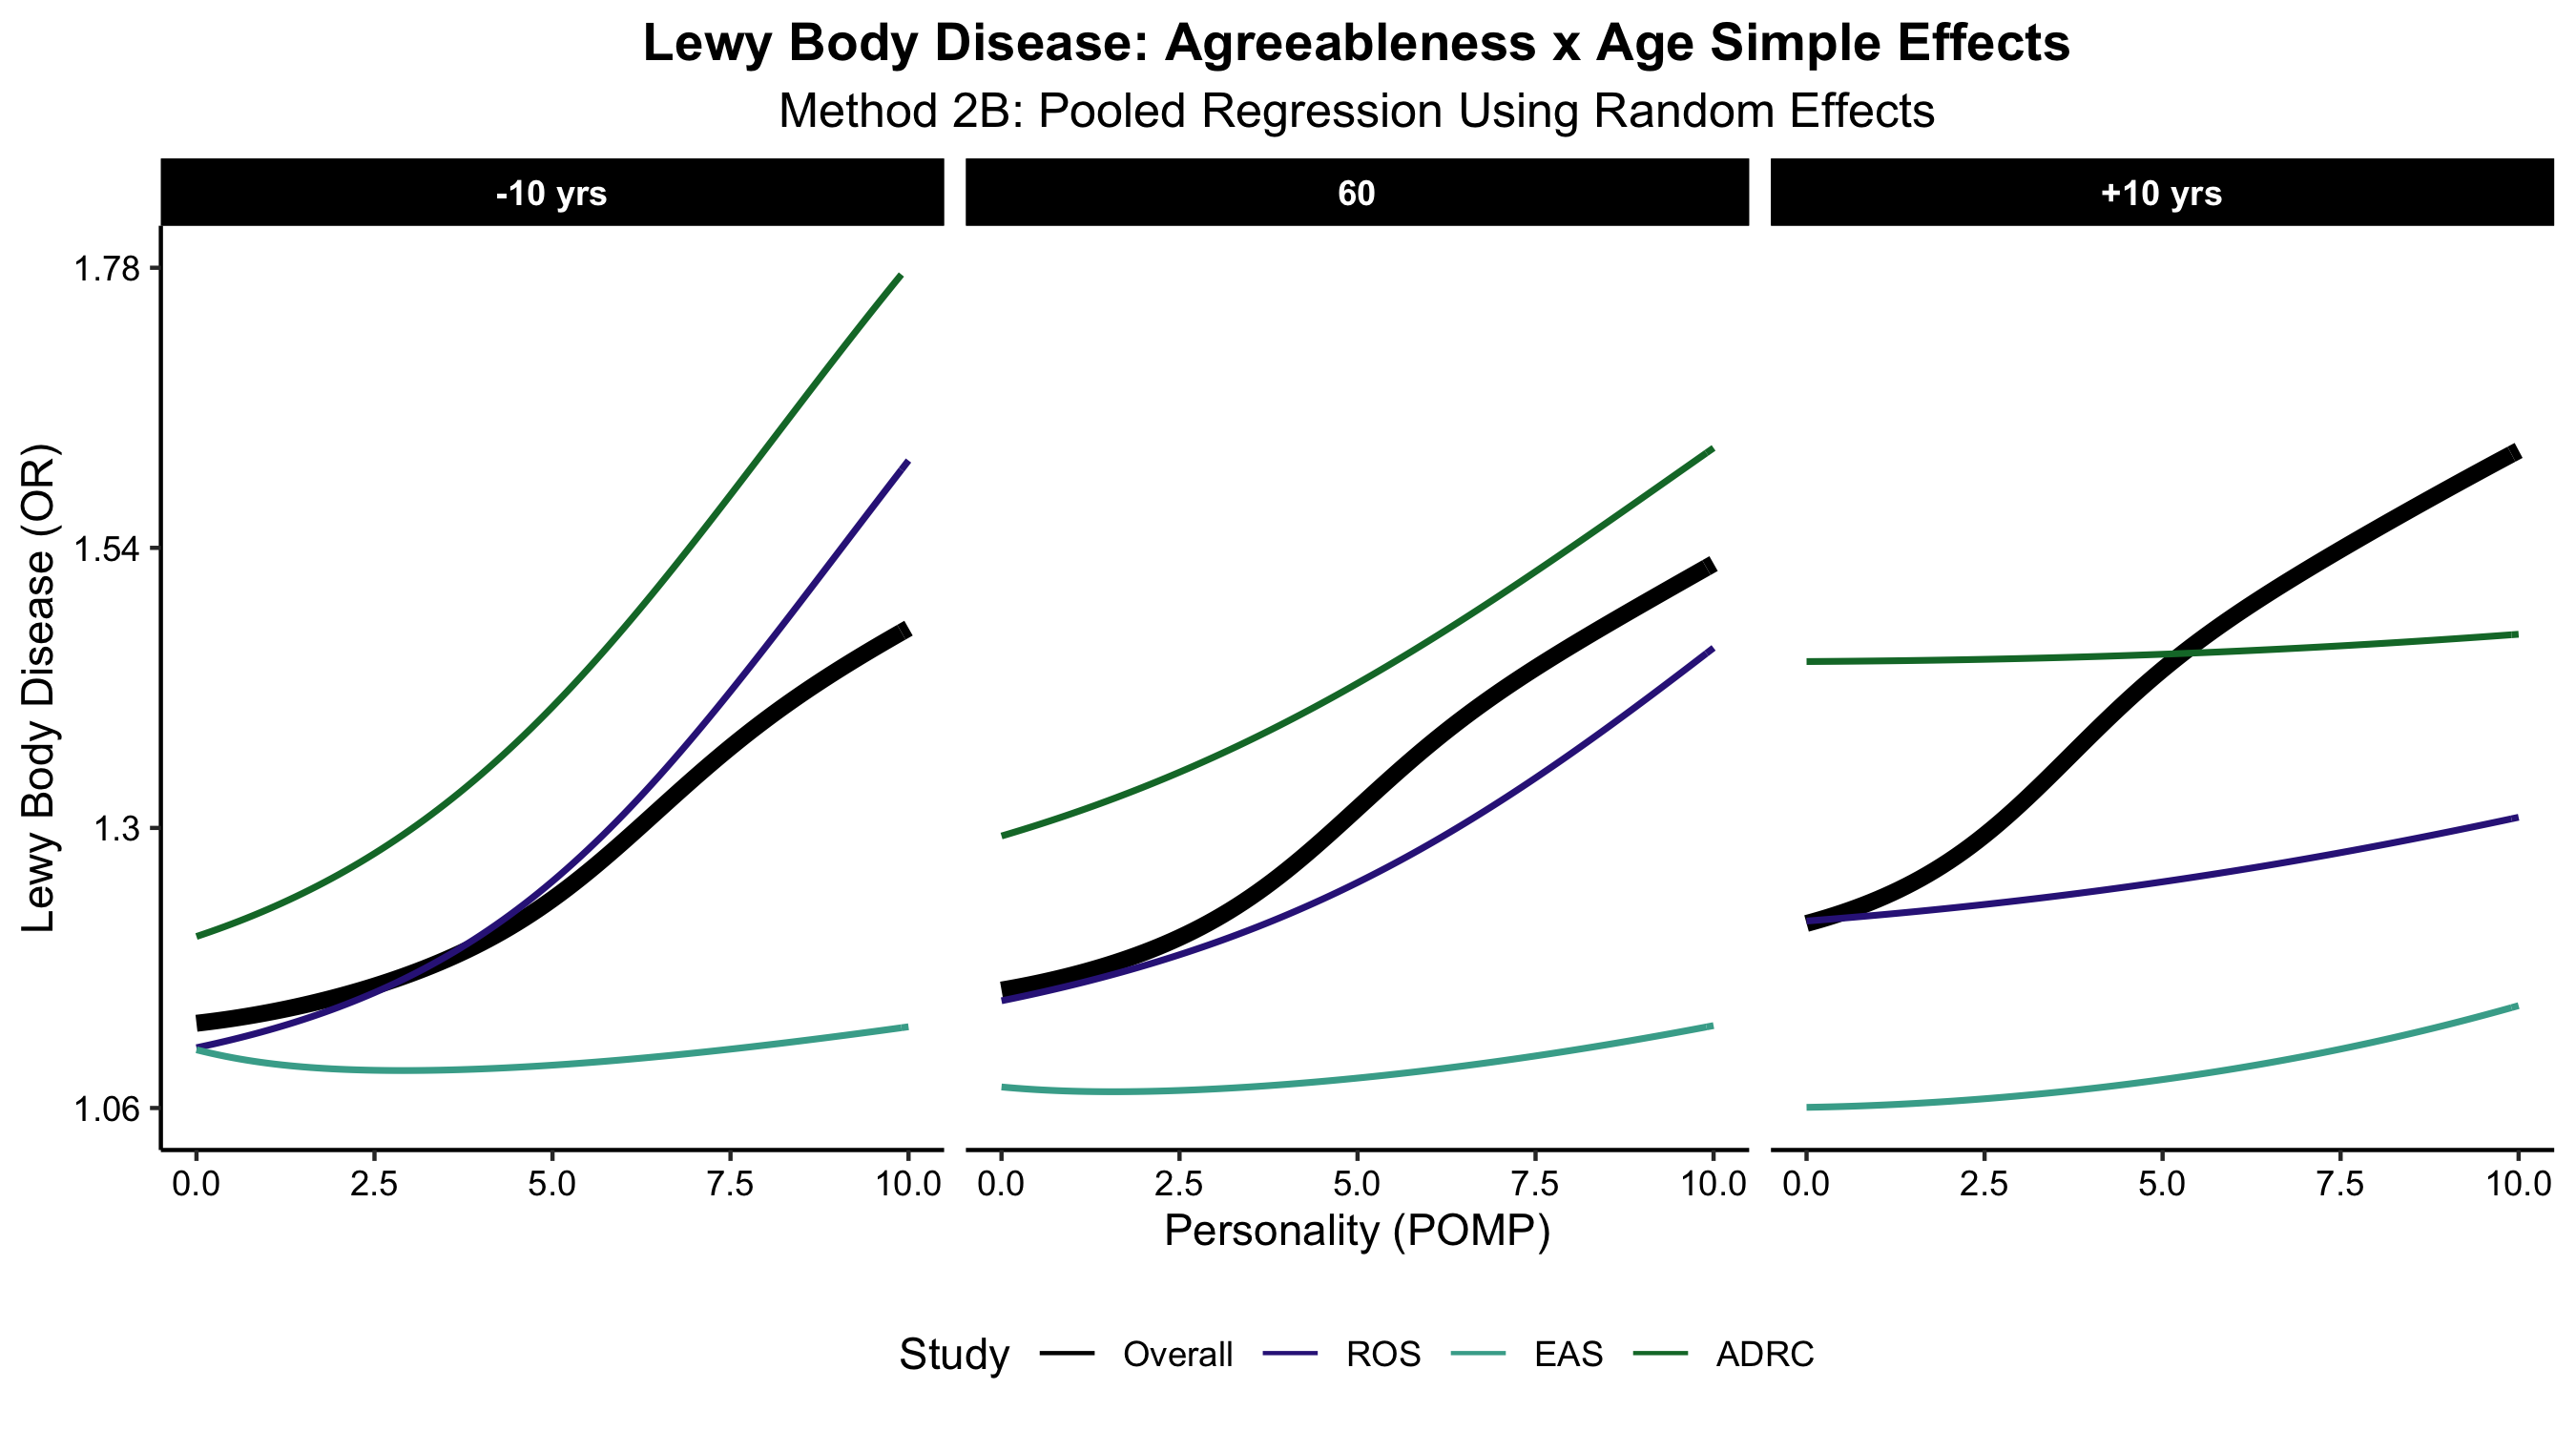 Lewy Body Disease: Agreeableness x Age Simple Effects
Method 2B: Pooled Regression Using Random Effects
-10 yrs 60 +10 yrs
Lewy Body Disease (OR)
1.78
1.54
1.3
1.06
0.0 2.5 5.0 7.5 10.0 0.0 2.5 5.0 7.5 10.0 0.0 2.5 5.0 7.5 10.0
Personality (POMP)
Study Overall ROS EAS ADRC